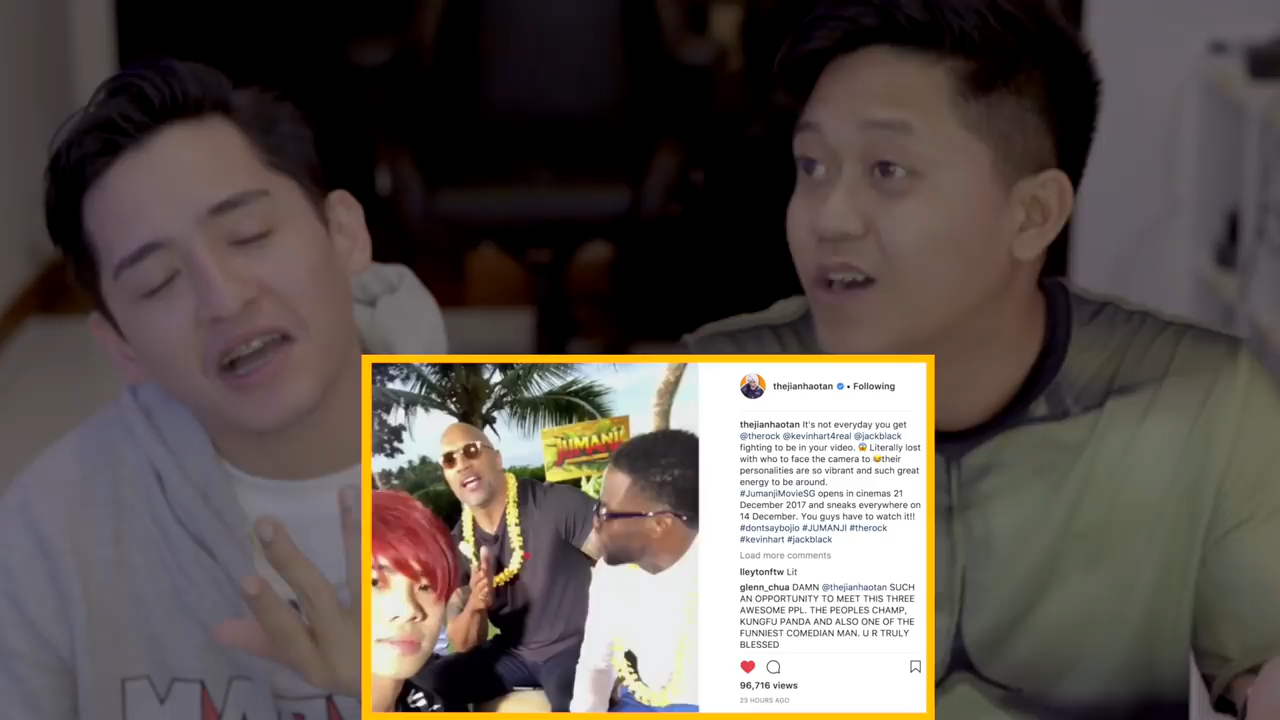 JUMANJI
thejianhaotan • Following
thejianhaotan It's not everyday you get
@therock @kevinhart4real @jackblack
fighting to be in your video. 😱 Literally lost
with who to face the camera to 😂their
personalities are so vibrant and such great
energy to be around.
#JumanjiMovieSG opens in cinemas 21
December 2017 and sneaks everywhere on
14 December. You guys have to watch it!!
#dontsaybojio #JUMANJI #therock
#kevinhart #jackblack
Load more comments
lleytonftw Lit
glenn_chua DAMN @thejianhaotan SUCH
AN OPPORTUNITY TO MEET THIS THREE
AWESOME PPL. THE PEOPLES CHAMP,
KUNGFU PANDA AND ALSO ONE OF THE
FUNNIEST COMEDIAN MAN. U R TRULY
BLESSED
96,716 views
23 HOURS AGO